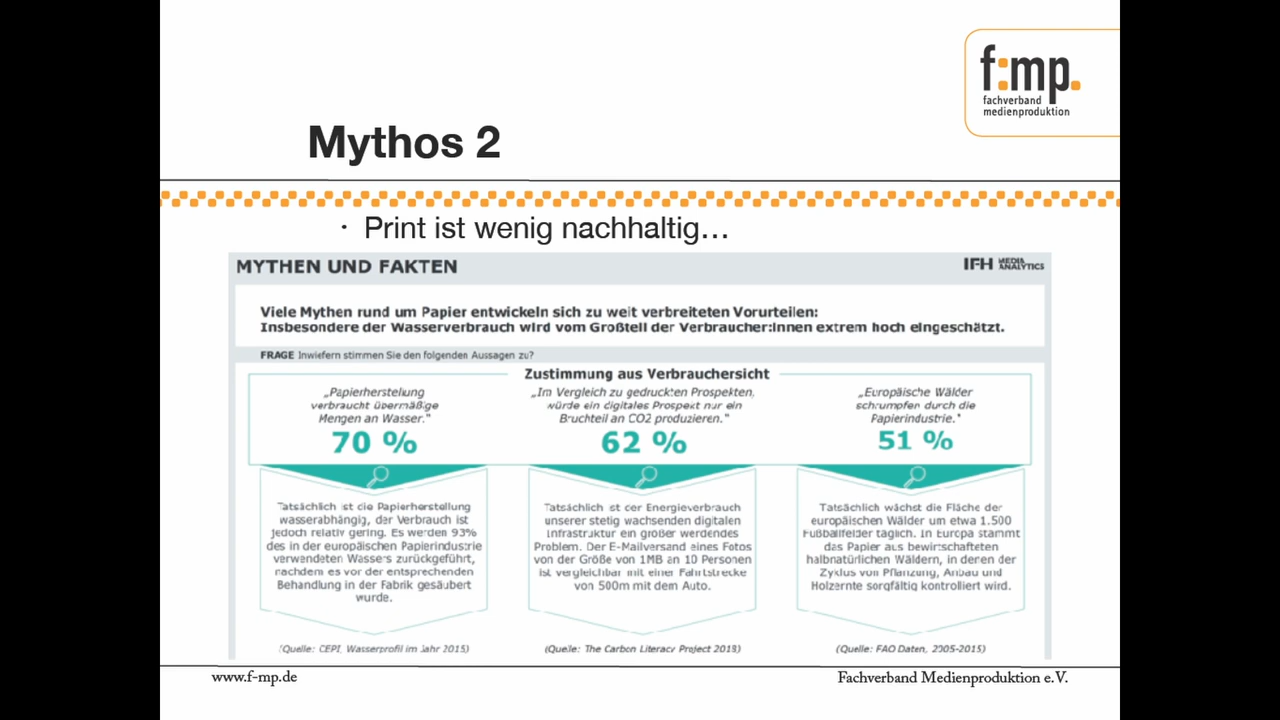 f:mp.
fachverband
medienproduktion
Mythos 2
· Print ist wenig nachhaltig…
MYTHEN UND FAKTEN
IFH MEDIA ANALYTICS
Viele Mythen rund um Papier entwickeln sich zu weit verbreiteten Vorurteilen:
Insbesondere der Wasserverbrauch wird vom Großteil der Verbraucher:innen extrem hoch eingeschätzt.
FRAGE Inwiefern stimmen Sie den folgenden Aussagen zu?
Zustimmung aus Verbrauchersicht
„Papierherstellung
verbraucht übermäßige
Mengen an Wasser."
70 %
„Im Vergleich zu gedruckten Prospekten,
würde ein digitales Prospekt nur ein
Bruchteil an CO2 produzieren."
62 %
„Europäische Wälder
schrumpfen durch die
Papierindustrie."
51 %
Tatsächlich ist die Papierherstellung
wasserabhängig, der Verbrauch ist
jedoch relativ gering. Es werden 93%
des in der europäischen Papierindustrie
verwendeten Wassers zurückgeführt,
nachdem es vor der entsprechenden
Behandlung in der Fabrik gesäubert
wurde.
Tatsächlich ist der Energieverbrauch
unserer stetig wachsenden digitalen
Infrastruktur ein großer werdendes
Problem. Der E-Mailversand eines Fotos
von der Größe von 1MB an 10 Personen
ist vergleichbar mit einer Fahrtstrecke
von 500m mit dem Auto.
Tatsächlich wächst die Fläche der
europäischen Wälder um etwa 1.500
Fußballfelder täglich. In Europa stammt
das Papier aus bewirtschafteten
halbnatürlichen Wäldern, in deren der
Zyklus von Pflanzung, Anbau und
Holzernte sorgfältig kontrolliert wird.
(Quelle: CEPI, Wasserprofil im Jahr 2015)
(Quelle: The Carbon Literacy Project 2018)
(Quelle: FAO Daten, 2005-2015)
www.f-mp.de
Fachverband Medienproduktion e.V.